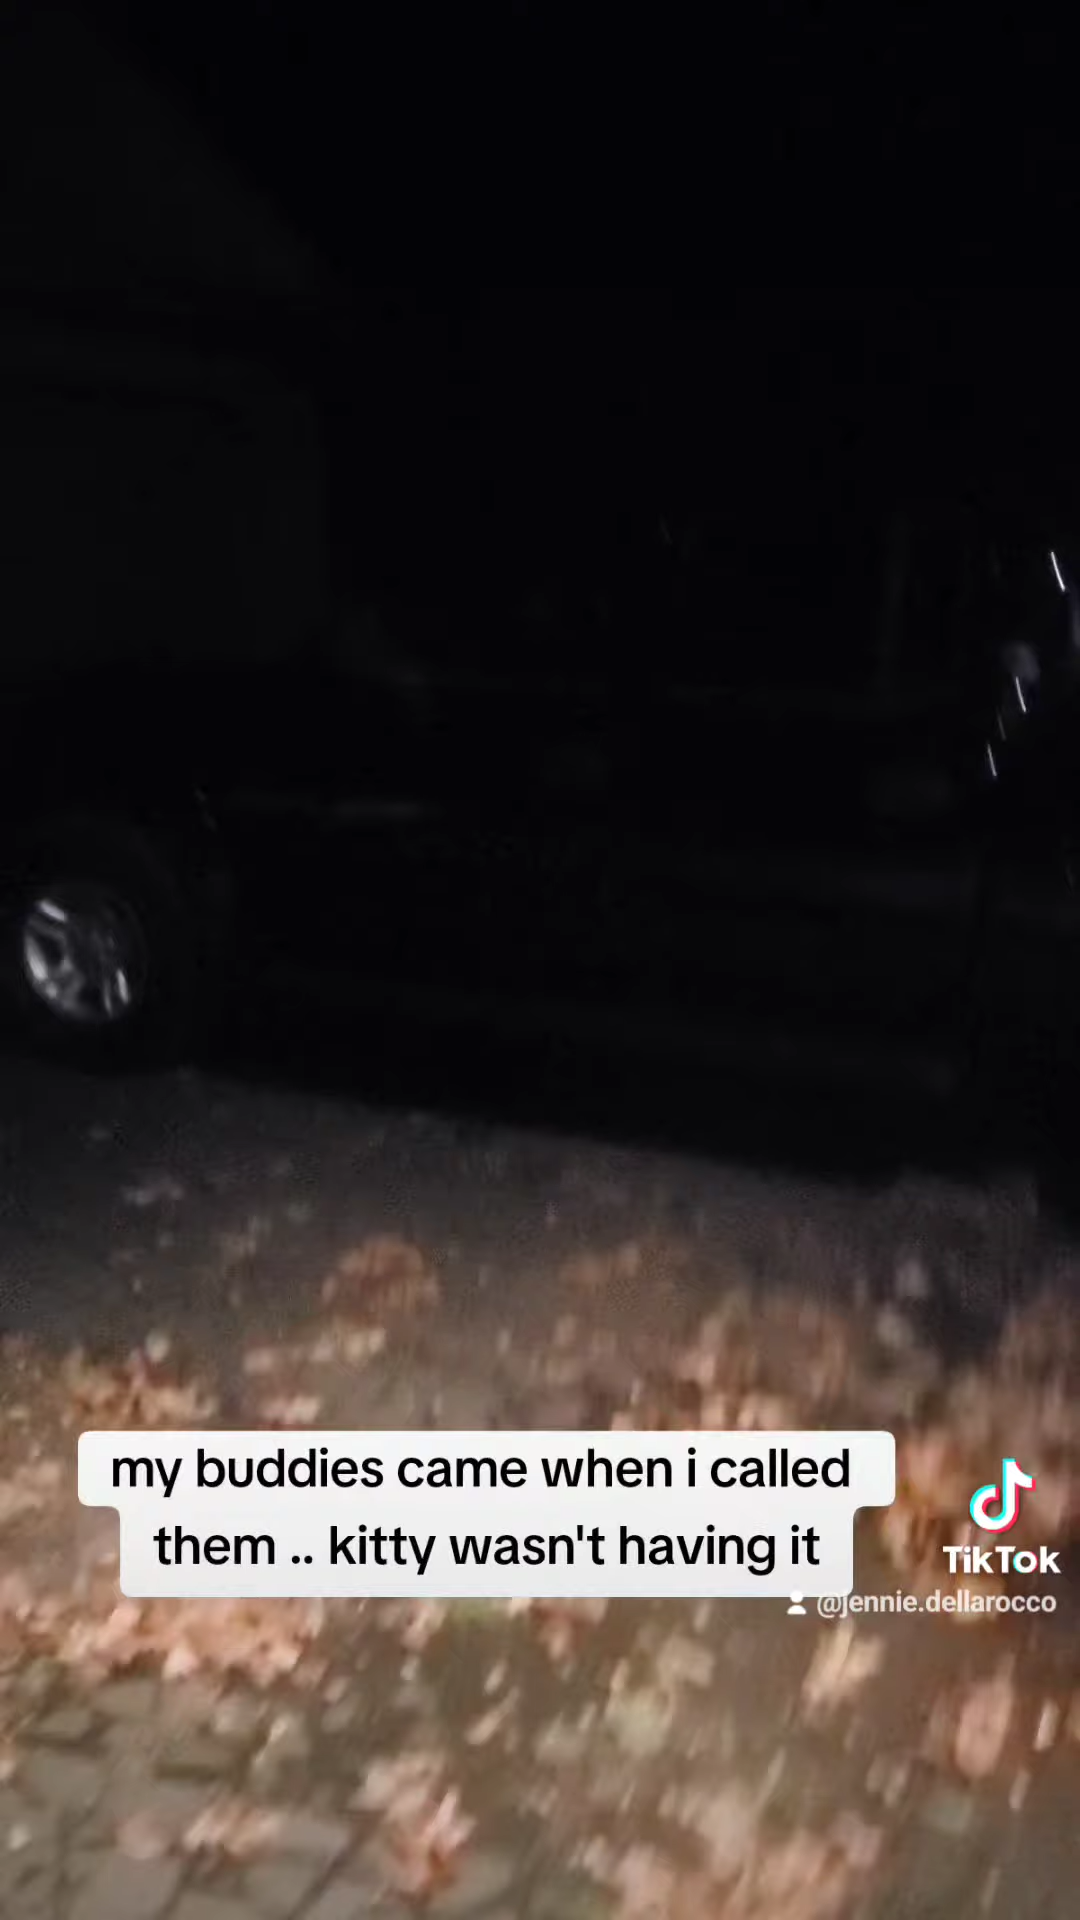 my buddies came when i called
them .. kitty wasn't having it
TikTok
@jennie.dellarocco